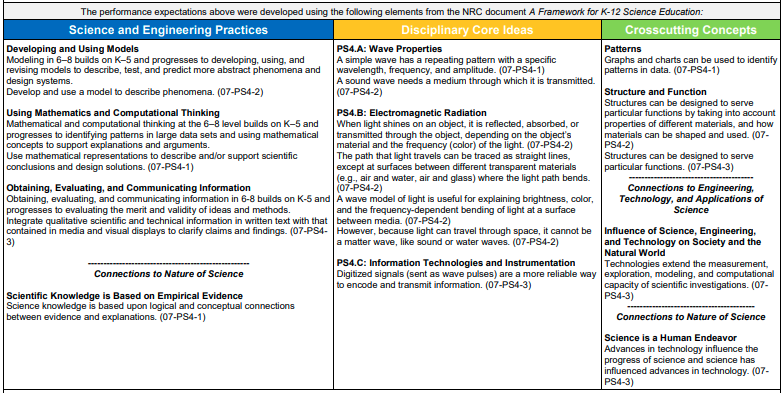 The performance expectations above were developed using the following elements from the NRC document A Framework for K-12 Science Education:
Science and Engineering Practices
Developing and Using Models
Modeling in 6–8 builds on K–5 and progresses to developing, using, and
revising models to describe, test, and predict more abstract phenomena and
design systems.
Develop and use a model to describe phenomena. (07-PS4-2)
Using Mathematics and Computational Thinking
Mathematical and computational thinking at the 6–8 level builds on K–5 and
progresses to identifying patterns in large data sets and using mathematical
concepts to support explanations and arguments.
Use mathematical representations to describe and/or support scientific
conclusions and design solutions. (07-PS4-1)
Obtaining, Evaluating, and Communicating Information
Obtaining, evaluating, and communicating information in 6-8 builds on K-5 and
progresses to evaluating the merit and validity of ideas and methods.
Integrate qualitative scientific and technical information in written text with that
contained in media and visual displays to clarify claims and findings. (07-PS4-
3)
Connections to Nature of Science
Scientific Knowledge is Based on Empirical Evidence
Science knowledge is based upon logical and conceptual connections
between evidence and explanations. (07-PS4-1)
Disciplinary Core Ideas
PS4.A: Wave Properties
A simple wave has a repeating pattern with a specific
wavelength, frequency, and amplitude. (07-PS4-1)
A sound wave needs a medium through which it is transmitted.
(07-PS4-2)
PS4.B: Electromagnetic Radiation
When light shines on an object, it is reflected, absorbed, or
transmitted through the object, depending on the object's
material and the frequency (color) of the light. (07-PS4-2)
The path that light travels can be traced as straight lines,
except at surfaces between different transparent materials
(e.g., air and water, air and glass) where the light path bends.
(07-PS4-2)
A wave model of light is useful for explaining brightness, color,
and the frequency-dependent bending of light at a surface
between media. (07-PS4-2)
However, because light can travel through space, it cannot be
a matter wave, like sound or water waves. (07-PS4-2)
PS4.C: Information Technologies and Instrumentation
Digitized signals (sent as wave pulses) are a more reliable way
to encode and transmit information. (07-PS4-3)
Crosscutting Concepts
Patterns
Graphs and charts can be used to identify
patterns in data. (07-PS4-1)
Structure and Function
Structures can be designed to serve
particular functions by taking into account
properties of different materials, and how
materials can be shaped and used. (07-
PS4-2)
Structures can be designed to serve
particular functions. (07-PS4-3)
Connections to Engineering,
Technology, and Applications of
Science
Influence of Science, Engineering,
and Technology on Society and the
Natural World
Technologies extend the measurement,
exploration, modeling, and computational
capacity of scientific investigations. (07-
PS4-3)
Connections to Nature of Science
Science is a Human Endeavor
Advances in technology influence the
progress of science and science has
influenced advances in technology. (07-
PS4-3)